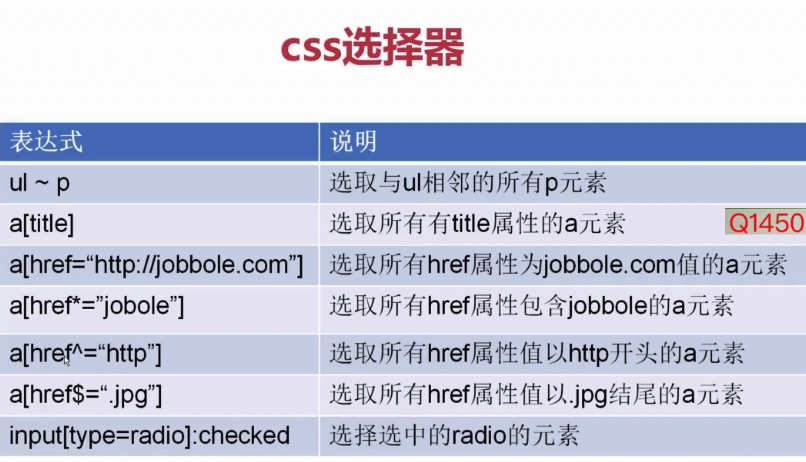 css选择器
表达式 说明
ul ~ p 选取与ul相邻的所有p元素
a[title] 选取所有有title属性的a元素 Q1450
a[href=“http://jobbole.com”] 选取所有href属性为jobbole.com值的a元素
a[href*=”jobole”] 选取所有href属性包含jobbole的a元素
a[href^=“http”] 选取所有href属性值以http开头的a元素
a[href$=“.jpg”] 选取所有href属性值以.jpg结尾的a元素
input[type=radio]:checked 选择选中的radio的元素